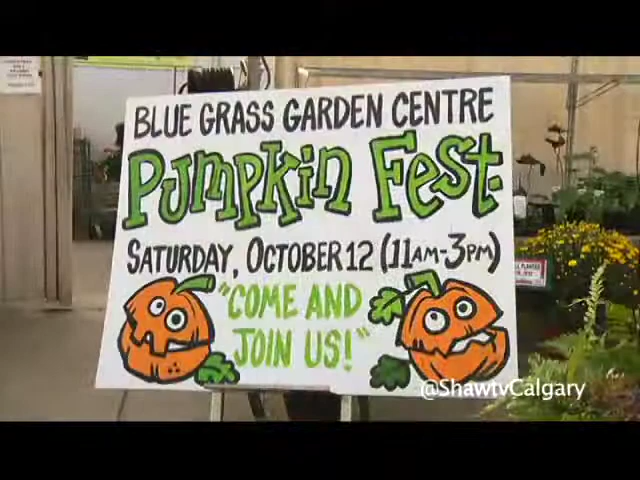 BLUE GRASS GARDEN CENTRE
PUMPKIN FEST.
SATURDAY, OCTOBER 12 (11AM-3PM)
"COME AND
JOIN US!"
@ShawtvCalgary